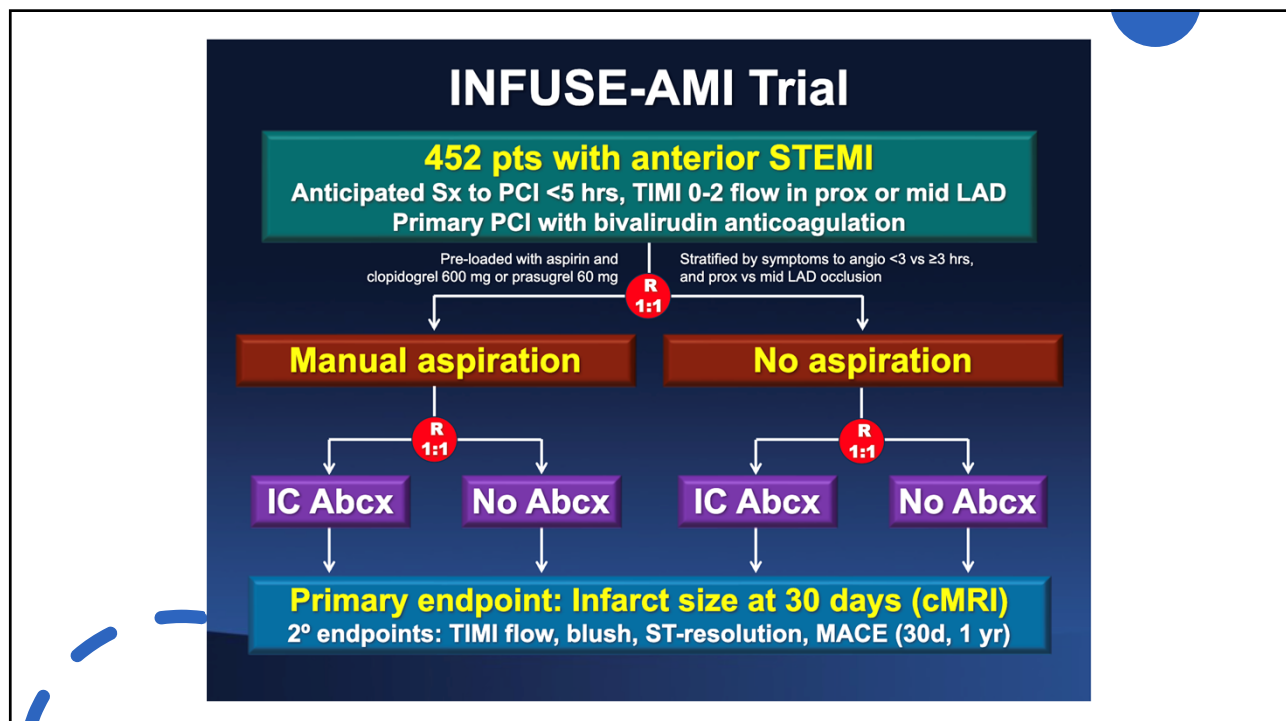 INFUSE-AMI Trial
452 pts with anterior STEMI
Anticipated Sx to PCI <5 hrs, TIMI 0-2 flow in prox or mid LAD
Primary PCI with bivalirudin anticoagulation
Pre-loaded with aspirin and
clopidogrel 600 mg or prasugrel 60 mg
Stratified by symptoms to angio <3 vs ≥3 hrs,
and prox vs mid LAD occlusion
R
1:1
Manual aspiration
No aspiration
R
1:1
R
1:1
IC Abcx
No Abcx
IC Abcx
No Abcx
Primary endpoint: Infarct size at 30 days (cMRI)
2º endpoints: TIMI flow, blush, ST-resolution, MACE (30d, 1 yr)